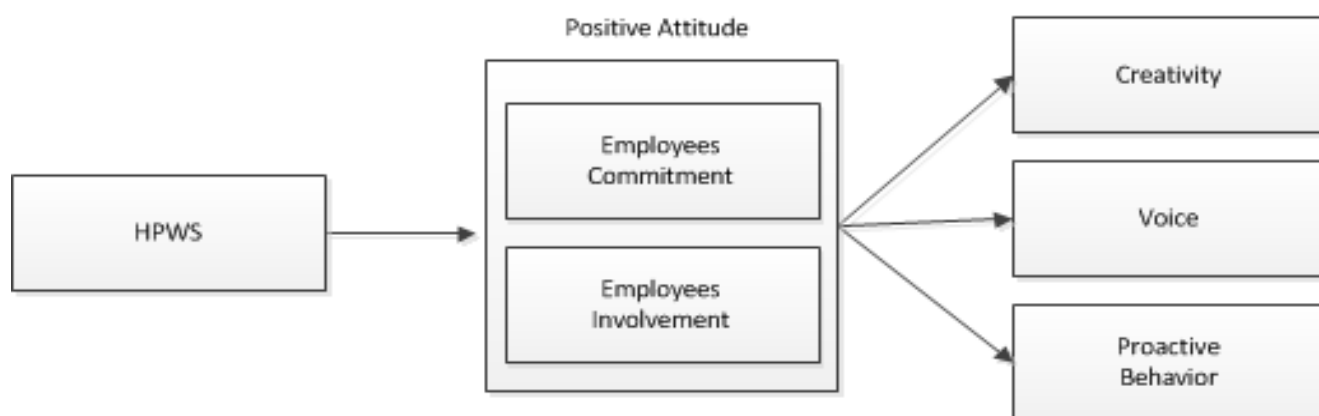 HPWS
Positive Attitude
Employees
Commitment
Employees
Involvement
Creativity
Voice
Proactive
Behavior